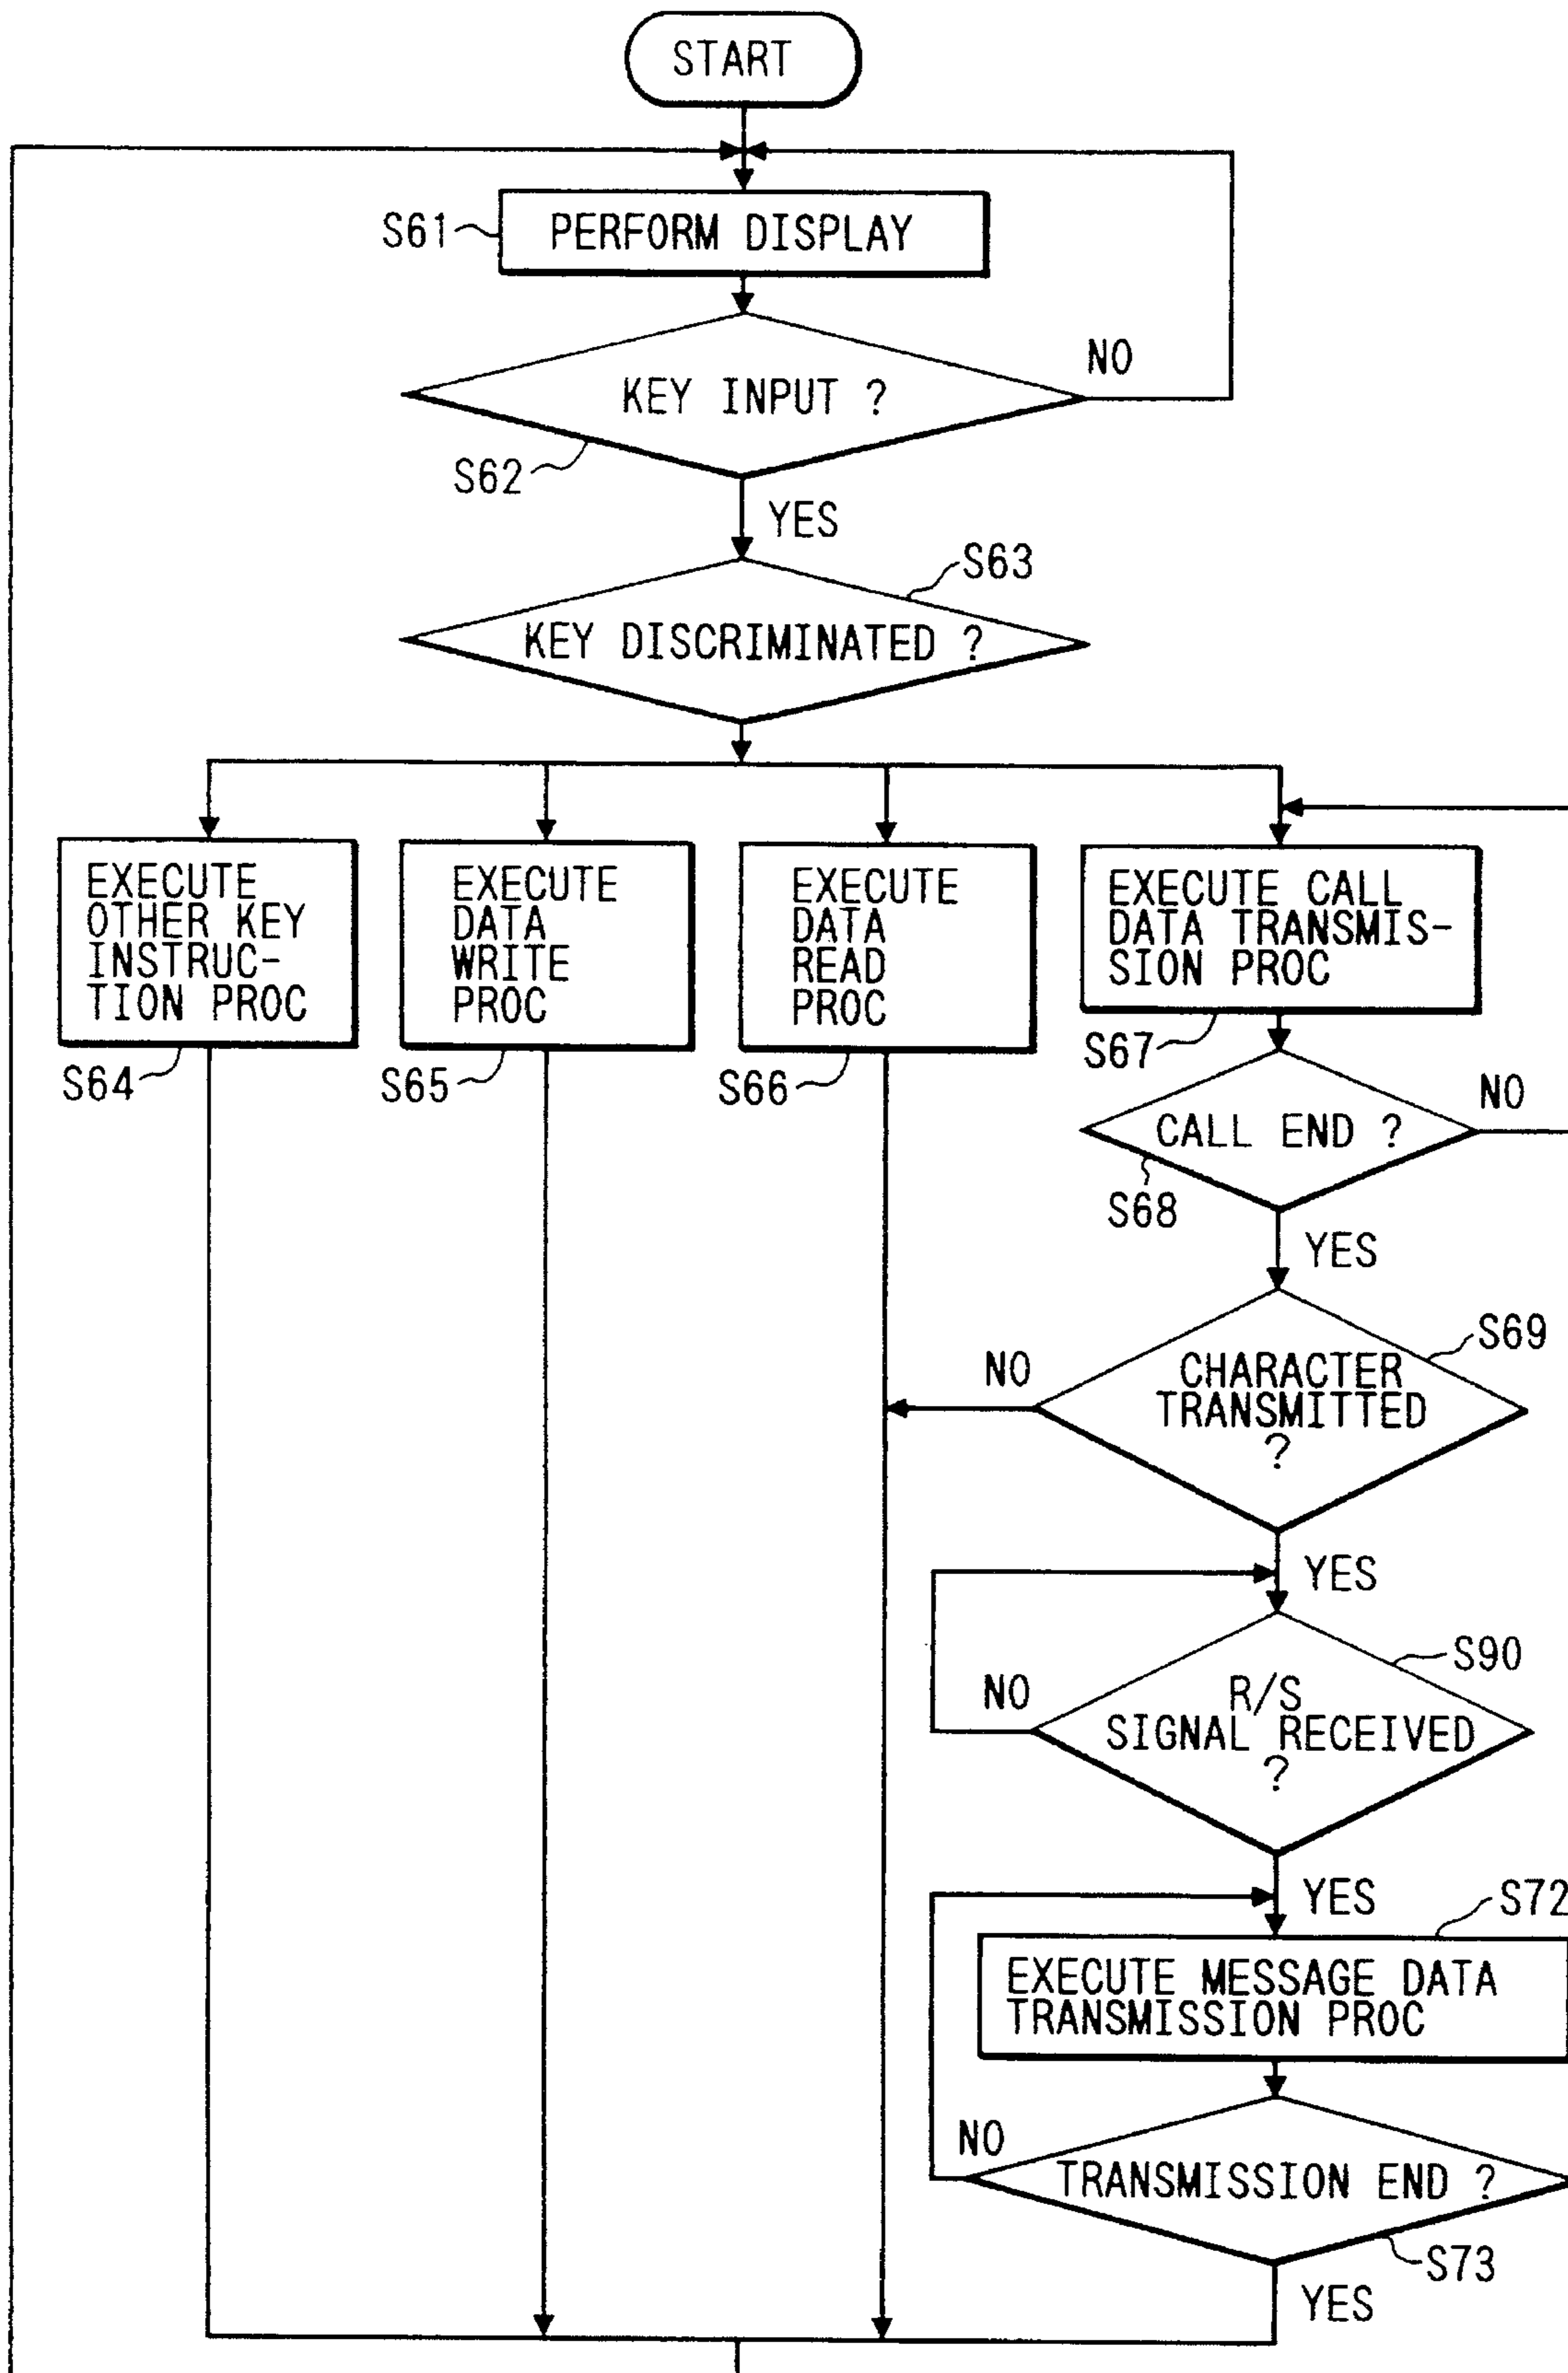 START
S61
PERFORM DISPLAY
KEY INPUT ?
NO
S62
YES
S63
KEY DISCRIMINATED ?
EXECUTE
OTHER KEY
INSTRUC-
TION PROC
S64
EXECUTE
DATA
WRITE
PROC
S65
EXECUTE
DATA
READ
PROC
S66
EXECUTE CALL
DATA TRANSMIS-
SION PROC
S67
CALL END ?
NO
S68
YES
S69
CHARACTER
TRANSMITTED
?
NO
YES
S90
R/S
SIGNAL RECEIVED
?
NO
YES
S72
EXECUTE MESSAGE DATA
TRANSMISSION PROC
NO
TRANSMISSION END ?
S73
YES